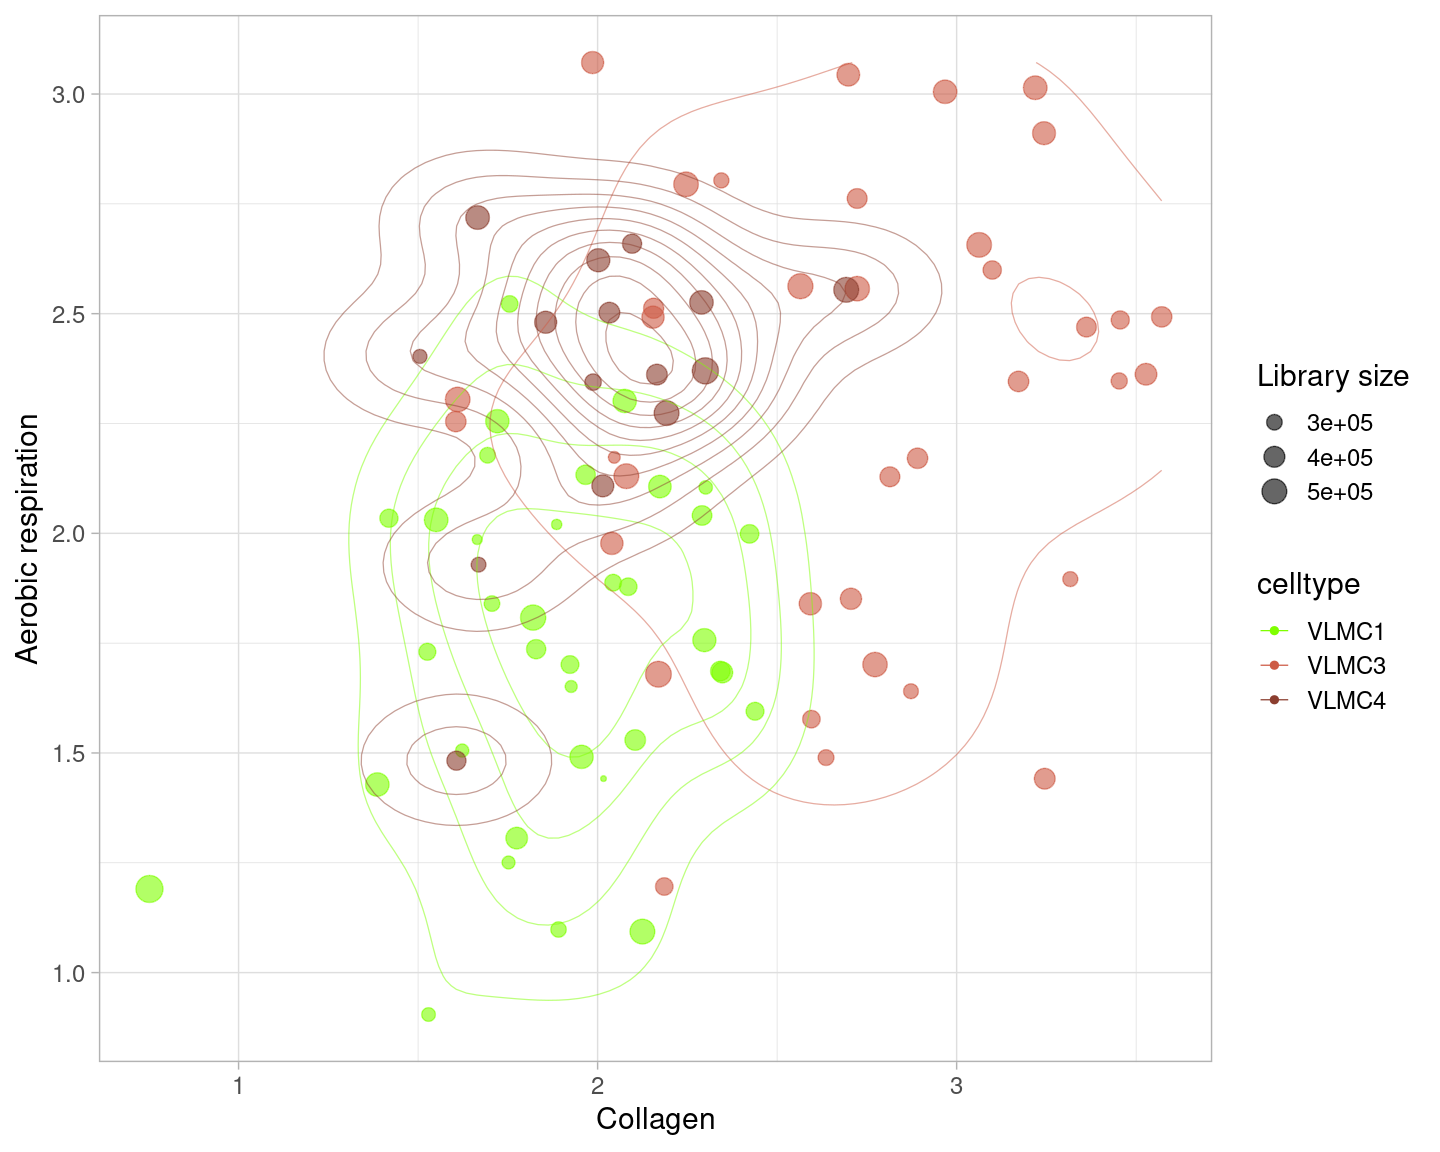 3.0
2.5
2.0
1.5
1.0
Aerobic respiration
1
2
3
Collagen
Library size
3e+05
4e+05
5e+05
celltype
VLMC1
VLMC3
VLMC4